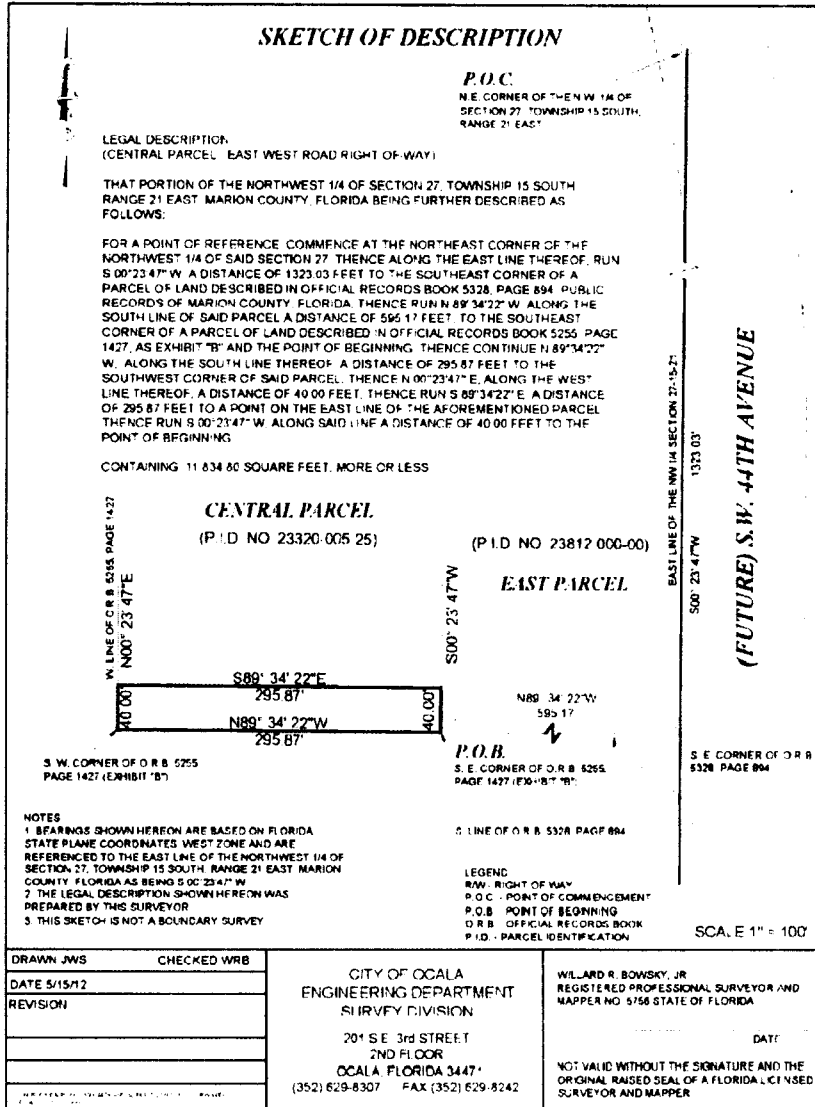 SKETCH OF DESCRIPTION
P.O.C.
N.E. CORNER OF THE N.W. 1/4 OF
SECTION 27, TOWNSHIP 15 SOUTH,
RANGE 21 EAST
LEGAL DESCRIPTION
(CENTRAL PARCEL EAST WEST ROAD RIGHT-OF-WAY)
THAT PORTION OF THE NORTHWEST 1/4 OF SECTION 27, TOWNSHIP 15 SOUTH
RANGE 21 EAST MARION COUNTY, FLORIDA BEING FURTHER DESCRIBED AS
FOLLOWS:
FOR A POINT OF REFERENCE COMMENCE AT THE NORTHEAST CORNER OF THE
NORTHWEST 1/4 OF SAID SECTION 27 THENCE ALONG THE EAST LINE THEREOF, RUN
S 00°23'47" W A DISTANCE OF 1323.03 FEET TO THE SOUTHEAST CORNER OF A
PARCEL OF LAND DESCRIBED IN OFFICIAL RECORDS BOOK 5328, PAGE 894 PUBLIC
RECORDS OF MARION COUNTY, FLORIDA, THENCE RUN N 89°34'22" W ALONG THE
SOUTH LINE OF SAID PARCEL A DISTANCE OF 595.17 FEET, TO THE SOUTHEAST
CORNER OF A PARCEL OF LAND DESCRIBED IN OFFICIAL RECORDS BOOK 5255, PAGE
1427, AS EXHIBIT "B" AND THE POINT OF BEGINNING THENCE CONTINUE N 89°34'22"
W, ALONG THE SOUTH LINE THEREOF A DISTANCE OF 295.87 FEET TO THE
SOUTHWEST CORNER OF SAID PARCEL, THENCE N 00°23'47" E, ALONG THE WEST
LINE THEREOF, A DISTANCE OF 40.00 FEET, THENCE RUN S 89°34'22" E A DISTANCE
OF 295.87 FEET TO A POINT ON THE EAST LINE OF THE AFOREMENTIONED PARCEL
THENCE RUN S 00°23'47" W ALONG SAID LINE A DISTANCE OF 40.00 FEET TO THE
POINT OF BEGINNING
CONTAINING 11,834.80 SQUARE FEET, MORE OR LESS
CENTRAL PARCEL
(P.I.D NO 23320-005 25)
(P.I.D NO 23812-000-00)
EAST PARCEL
W. LINE OF O.R.B. 5255, PAGE 1427
N00° 23' 47"E
S00° 23' 47"W
EAST LINE OF THE NW 1/4 SECTION 27-15-21
S00° 23' 47"W 1323.03'
(FUTURE) S.W. 44TH AVENUE
S89° 34' 22"E
295.87'
40.00'
40.00'
N89° 34' 22"W
295.87'
N89° 34' 22"W
595.17
S.W. CORNER OF O.R.B. 5255
PAGE 1427 (EXHIBIT "B")
P.O.B.
S.E. CORNER OF O.R.B. 5255,
PAGE 1427 (EXHIBIT "B")
S.E. CORNER OF O.R.B
5328 PAGE 894
S LINE OF O.R.B. 5328 PAGE 894
NOTES
1 BEARINGS SHOWN HEREON ARE BASED ON FLORIDA
STATE PLANE COORDINATES WEST ZONE AND ARE
REFERENCED TO THE EAST LINE OF THE NORTHWEST 1/4 OF
SECTION 27, TOWNSHIP 15 SOUTH, RANGE 21 EAST MARION
COUNTY FLORIDA AS BEING S 00°23'47" W
2 THE LEGAL DESCRIPTION SHOWN HEREON WAS
PREPARED BY THIS SURVEYOR
3 THIS SKETCH IS NOT A BOUNDARY SURVEY
LEGEND
R/W - RIGHT OF WAY
P.O.C. - POINT OF COMMENCEMENT
P.O.B POINT OF BEGINNING
O.R.B OFFICIAL RECORDS BOOK
P.I.D. - PARCEL IDENTIFICATION
SCALE 1" = 100'
DRAWN JWS CHECKED WRB
DATE 5/15/12
REVISION
CITY OF OCALA
ENGINEERING DEPARTMENT
SURVEY DIVISION
201 S.E. 3rd STREET
2ND FLOOR
OCALA, FLORIDA 34471
(352) 629-8307 FAX (352) 629-8242
WILLARD R. BOWSKY, JR
REGISTERED PROFESSIONAL SURVEYOR AND
MAPPER NO. 5756 STATE OF FLORIDA
DATE
NOT VALID WITHOUT THE SIGNATURE AND THE
ORIGINAL RAISED SEAL OF A FLORIDA LICENSED
SURVEYOR AND MAPPER